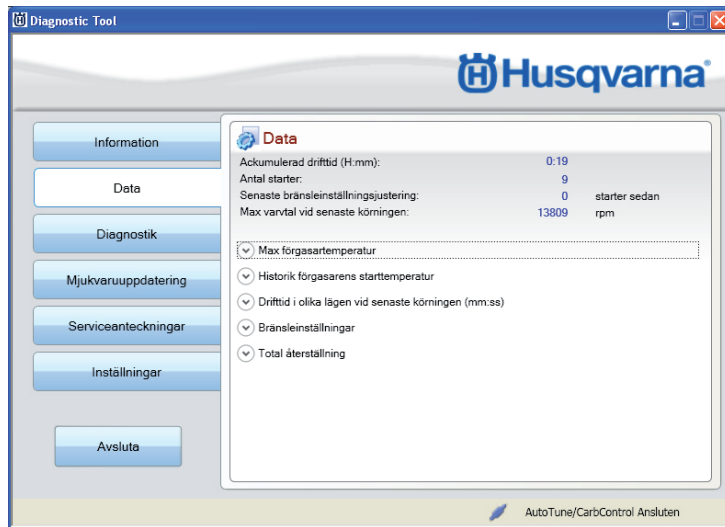 Diagnostic Tool
Husqvarna
Information
Data
Diagnostik
Mjukvaruuppdatering
Serviceanteckningar
Inställningar
Avsluta
Data
Ackumulerad drifttid (H:mm): 0:19
Antal starter: 9
Senaste bränsleinställningsjustering: 0 starter sedan
Max varvtal vid senaste körningen: 13809 rpm
Max förgasartemperatur
Historik förgasarens starttemperatur
Drifttid i olika lägen vid senaste körningen (mm:ss)
Bränsleinställningar
Total återställning
AutoTune/CarbControl Ansluten